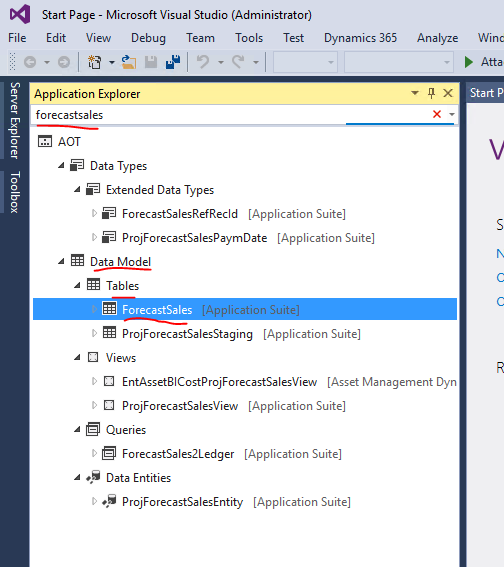 Start Page - Microsoft Visual Studio (Administrator)
File Edit View Team Tools Test Dynamics 365 Analyze Window
Application Explorer
forecastsales
AOT
Data Types
Extended Data Types
ForecastSalesRefRecId [Application Suite]
ProjForecastSalesPaymDate [Application Suite]
Data Model
Tables
ForecastSales [Application Suite]
ProjForecastSalesStaging [Application Suite]
Views
EntAssetBICostProjForecastSalesView [Asset Management Dyn
ProjForecastSalesView [Application Suite]
Queries
ForecastSales2Ledger [Application Suite]
Data Entities
ProjForecastSalesEntity [Application Suite]
Server Explorer
Toolbox
Start P